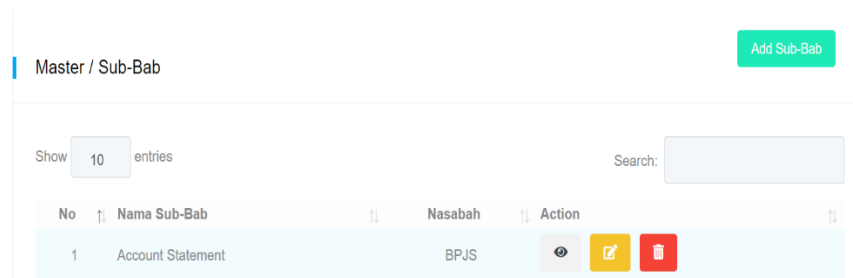 Add Sub-Bab
Master / Sub-Bab
Show 10 entries Search:
No Nama Sub-Bab Nasabah Action
1 Account Statement BPJS